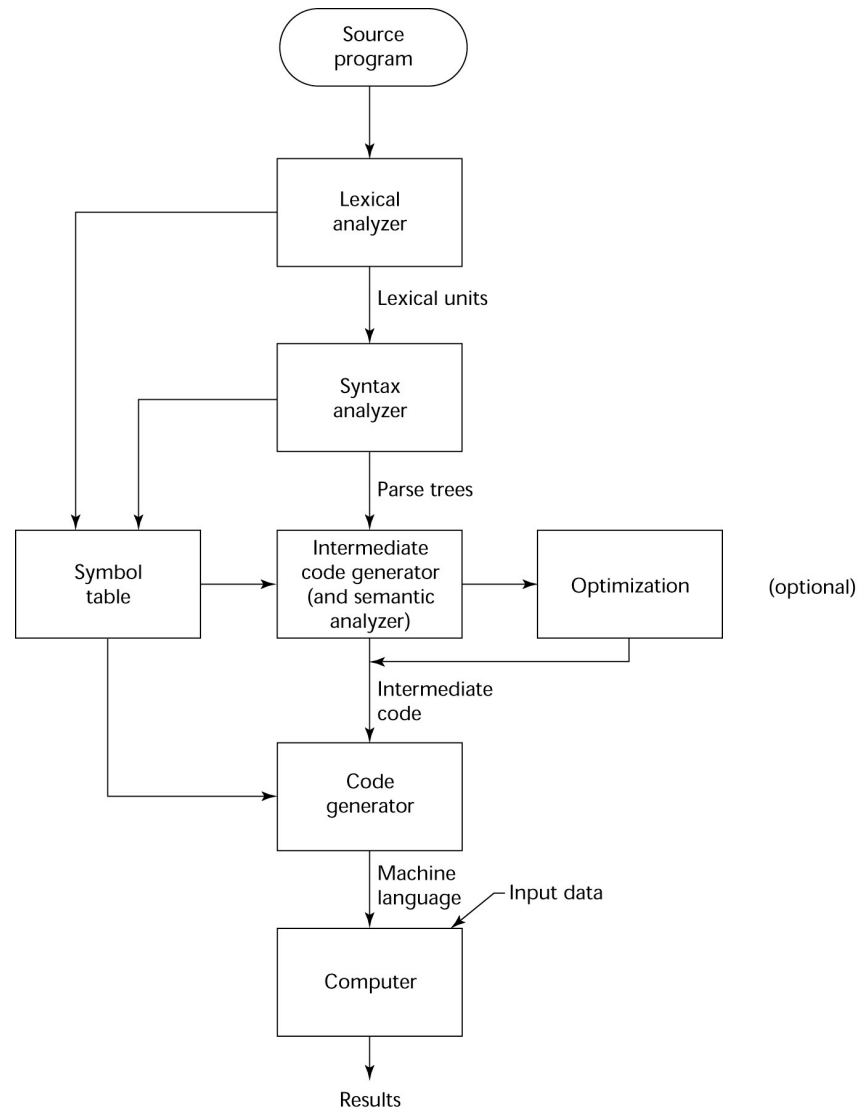 Source
program
Lexical
analyzer
Lexical units
Syntax
analyzer
Parse trees
Symbol
table
Intermediate
code generator
(and semantic
analyzer)
Optimization
(optional)
Intermediate
code
Code
generator
Machine
language
Input data
Computer
Results